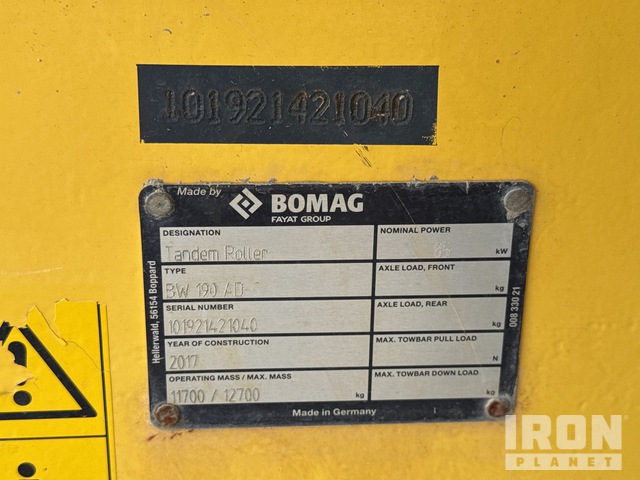 101921421040
Made by BOMAG
FAYAT GROUP
DESIGNATION
Tandem Roller
TYPE
BW 190 AD-
SERIAL NUMBER
101921421040
YEAR OF CONSTRUCTION
2017
OPERATING MASS / MAX. MASS
11700 / 12700 kg
NOMINAL POWER
kW
AXLE LOAD, FRONT
kg
AXLE LOAD, REAR
kg
MAX. TOWBAR PULL LOAD
N
MAX. TOWBAR DOWN LOAD
kg
Made in Germany
Hellerwald, 56154 Boppard
008 330 21
IRON
PLANET